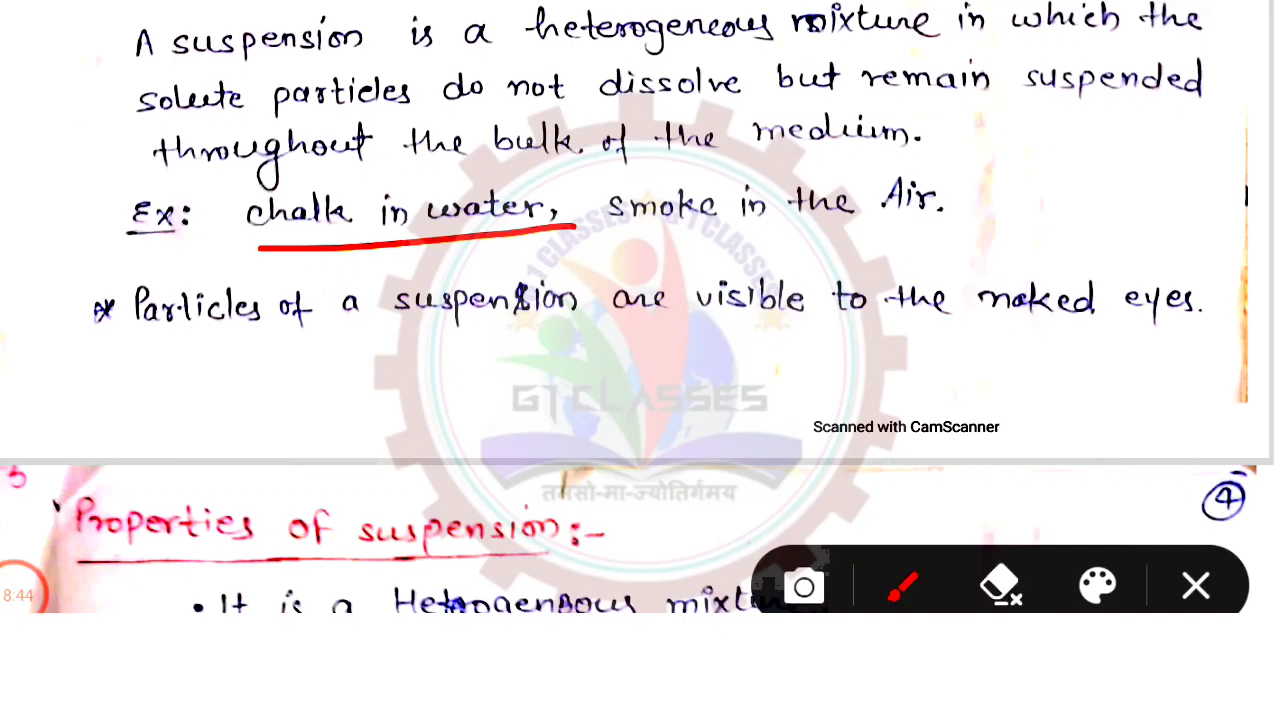 A suspension is a heterogeneous mixture in which the
solute particles do not dissolve but remain suspended
throughout the bulk of the medium.
Ex: chalk in water, smoke in the Air.
* Particles of a suspension are visible to the naked eyes.
G1 CLASSES
Scanned with CamScanner
तमसो-मा-ज्योतिर्गमय
4
Properties of suspension:-
8:44
• It is a Heterogeneous mixture.